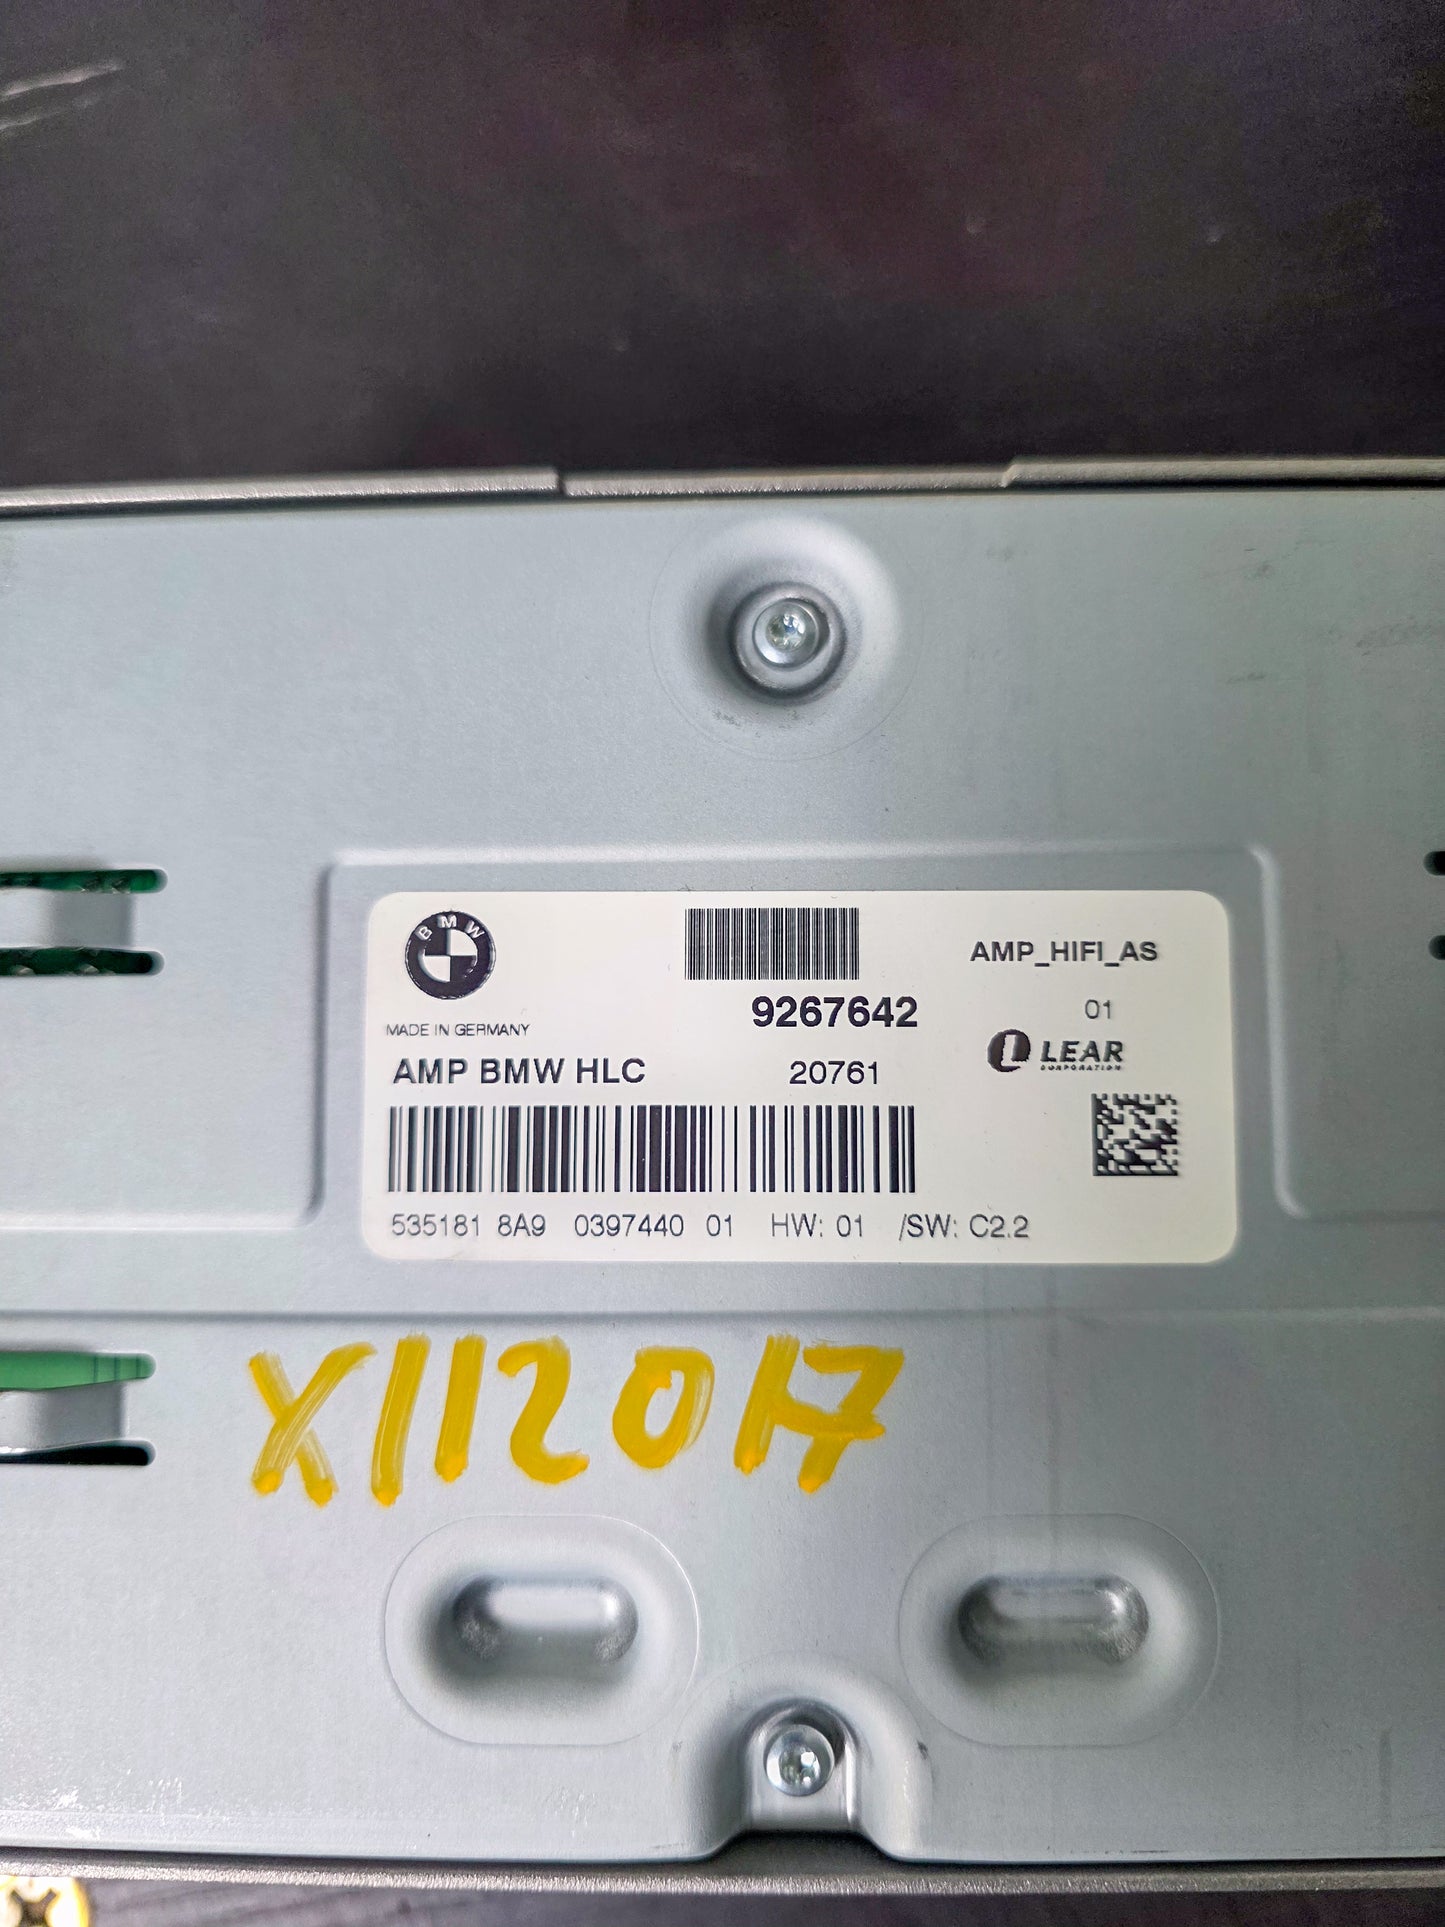 BMW
AMP_HIFI_AS
9267642
01
MADE IN GERMANY
LEAR
CORPORATION
AMP BMW HLC 20761
535181 8A9 0397440 01 HW: 01 /SW: C2.2
X112017